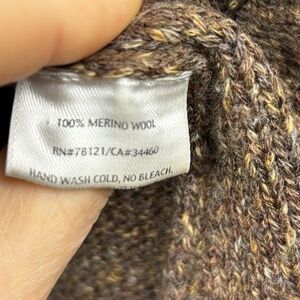 100% MERINO WOOL
RN#78121/CA#34460
HAND WASH COLD, NO BLEACH.